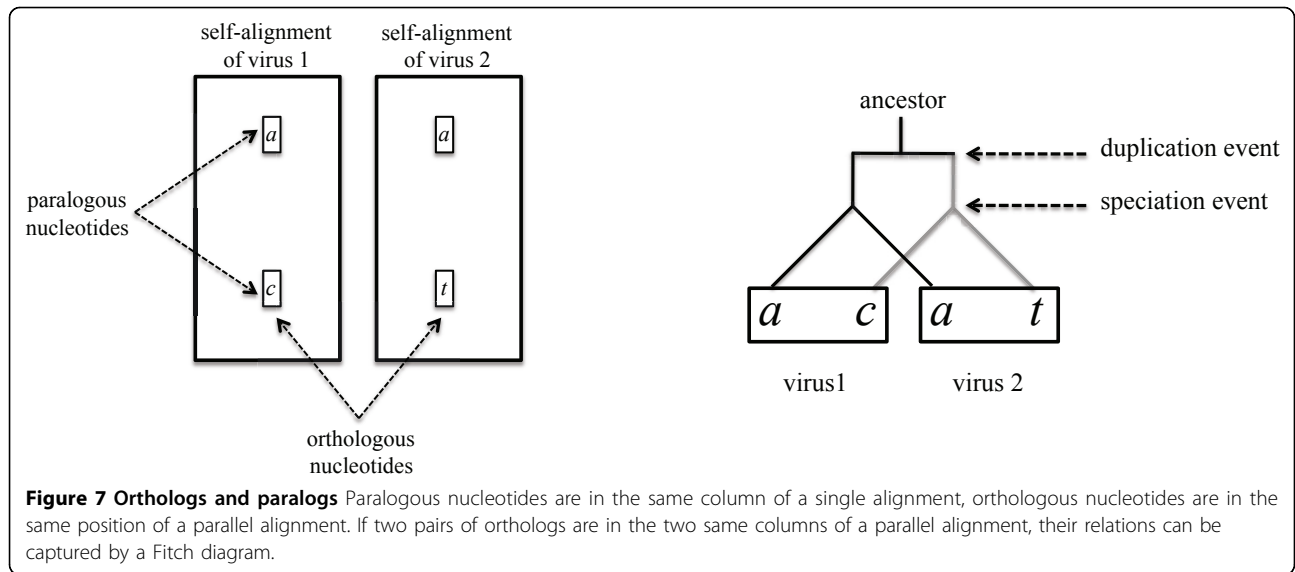 self-alignment
of virus 1
self-alignment
of virus 2
a
a
paralogous
nucleotides
c
t
orthologous
nucleotides
ancestor
duplication event
speciation event
a c a t
virus1 virus 2
Figure 7 Orthologs and paralogs Paralogous nucleotides are in the same column of a single alignment, orthologous nucleotides are in the
same position of a parallel alignment. If two pairs of orthologs are in the two same columns of a parallel alignment, their relations can be
captured by a Fitch diagram.